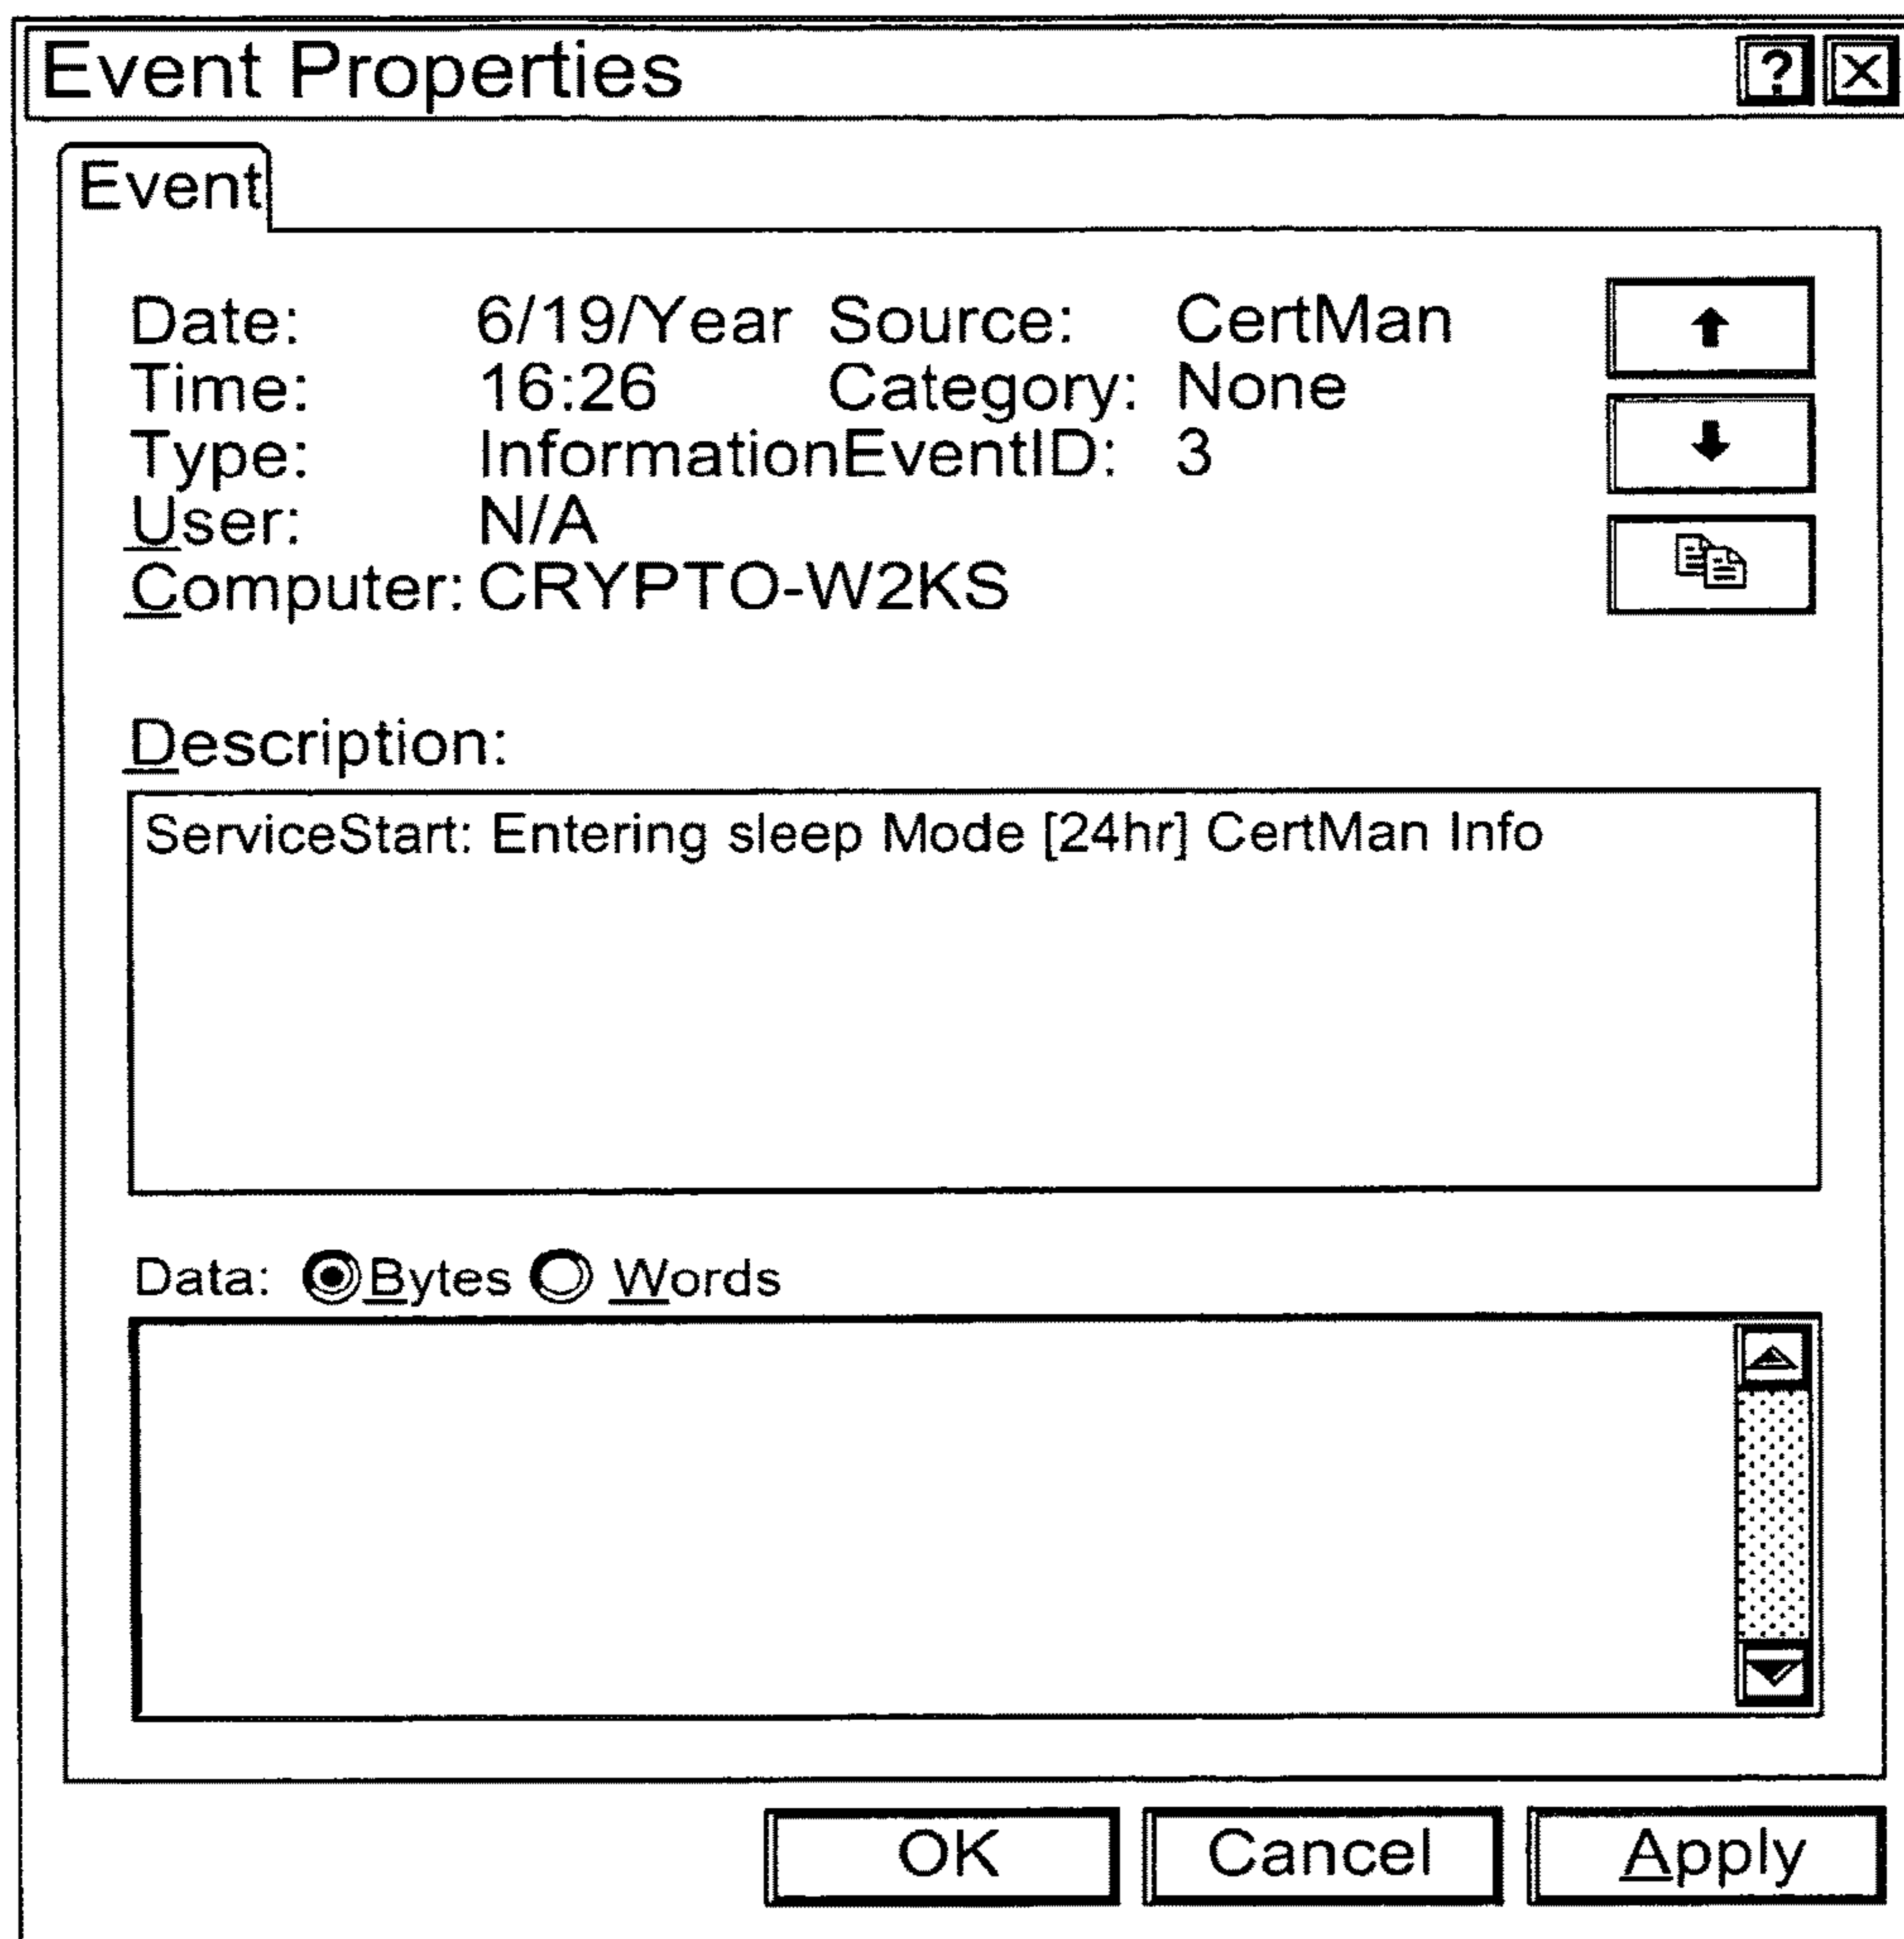 Event Properties ? X
Event
Date: 6/19/Year Source: CertMan
Time: 16:26 Category: None
Type: InformationEventID: 3
User: N/A
Computer: CRYPTO-W2KS
Description:
ServiceStart: Entering sleep Mode [24hr] CertMan Info
Data: Bytes Words
OK Cancel Apply